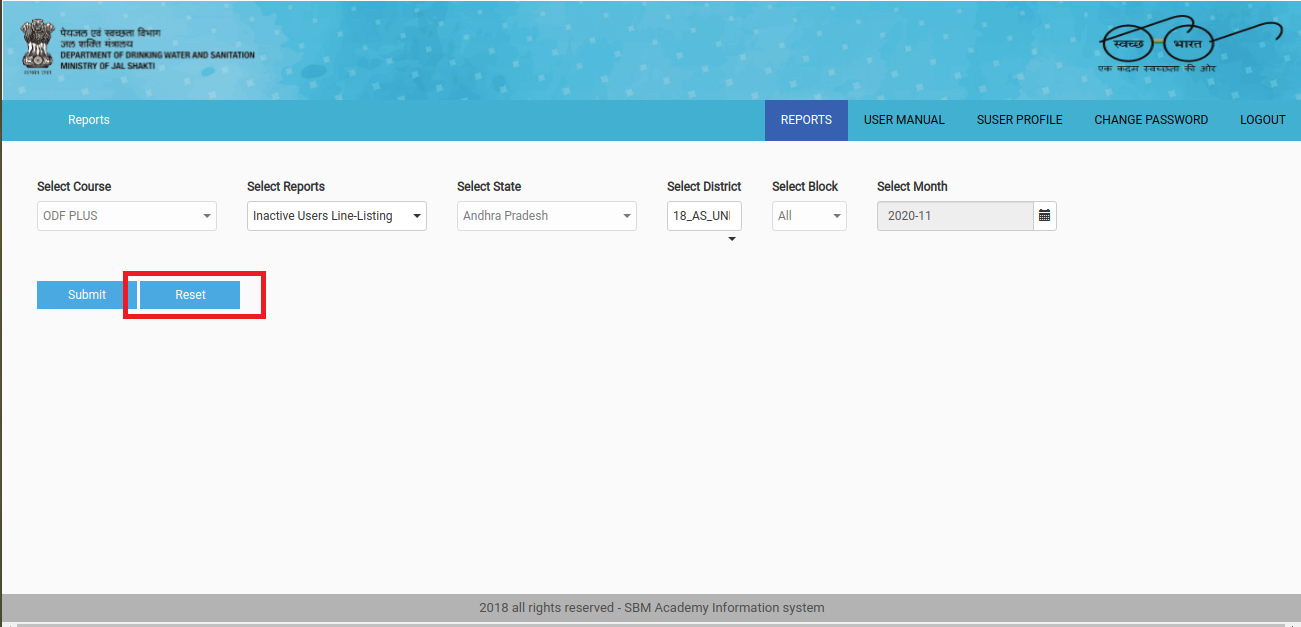 पेयजल एवं स्वच्छता विभाग
जल शक्ति मंत्रालय
DEPARTMENT OF DRINKING WATER AND SANITATION
MINISTRY OF JAL SHAKTI
स्वच्छ भारत
एक कदम स्वच्छता की ओर
Reports REPORTS USER MANUAL SUSER PROFILE CHANGE PASSWORD LOGOUT
Select Course Select Reports Select State Select District Select Block Select Month
ODF PLUS Inactive Users Line-Listing Andhra Pradesh 18_AS_UNI All 2020-11
Submit Reset
2018 all rights reserved - SBM Academy Information system